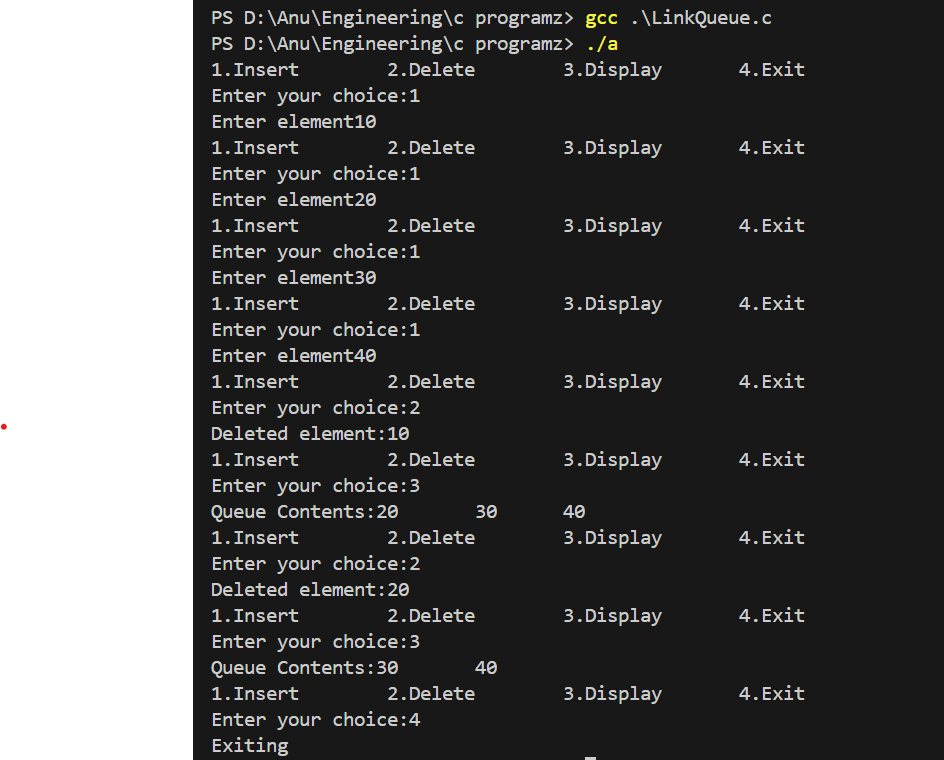 PS D:\Anu\Engineering\c programz> gcc .\LinkQueue.c
PS D:\Anu\Engineering\c programz> ./a
1.Insert        2.Delete        3.Display       4.Exit
Enter your choice:1
Enter element10
1.Insert        2.Delete        3.Display       4.Exit
Enter your choice:1
Enter element20
1.Insert        2.Delete        3.Display       4.Exit
Enter your choice:1
Enter element30
1.Insert        2.Delete        3.Display       4.Exit
Enter your choice:1
Enter element40
1.Insert        2.Delete        3.Display       4.Exit
Enter your choice:2
Deleted element:10
1.Insert        2.Delete        3.Display       4.Exit
Enter your choice:3
Queue Contents:20       30      40
1.Insert        2.Delete        3.Display       4.Exit
Enter your choice:2
Deleted element:20
1.Insert        2.Delete        3.Display       4.Exit
Enter your choice:3
Queue Contents:30       40
1.Insert        2.Delete        3.Display       4.Exit
Enter your choice:4
Exiting